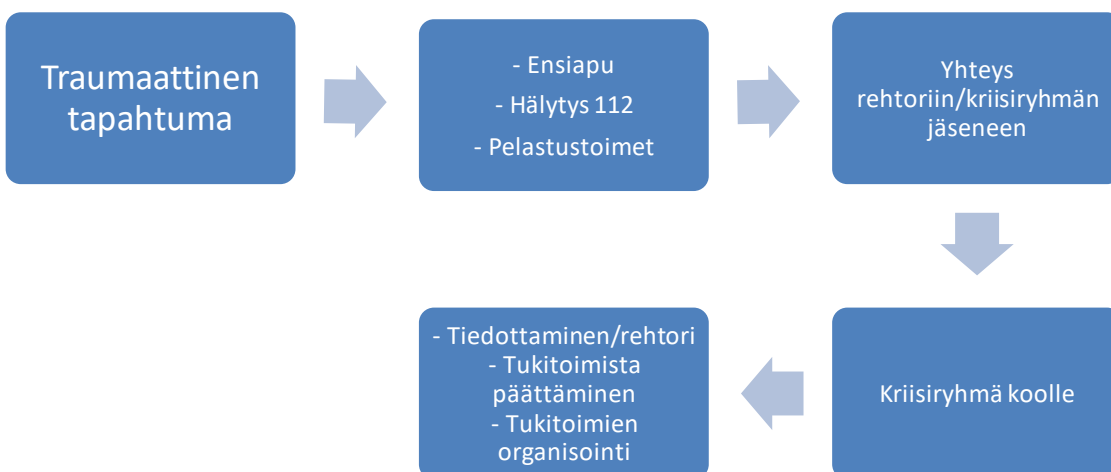 Traumaattinen
tapahtuma
- Ensiapu
- Hälytys 112
- Pelastustoimet
Yhteys
rehtoriin/kriisiryhmän
jäseneen
Kriisiryhmä koolle
- Tiedottaminen/rehtori
- Tukitoimista
päättäminen
- Tukitoimien
organisointi